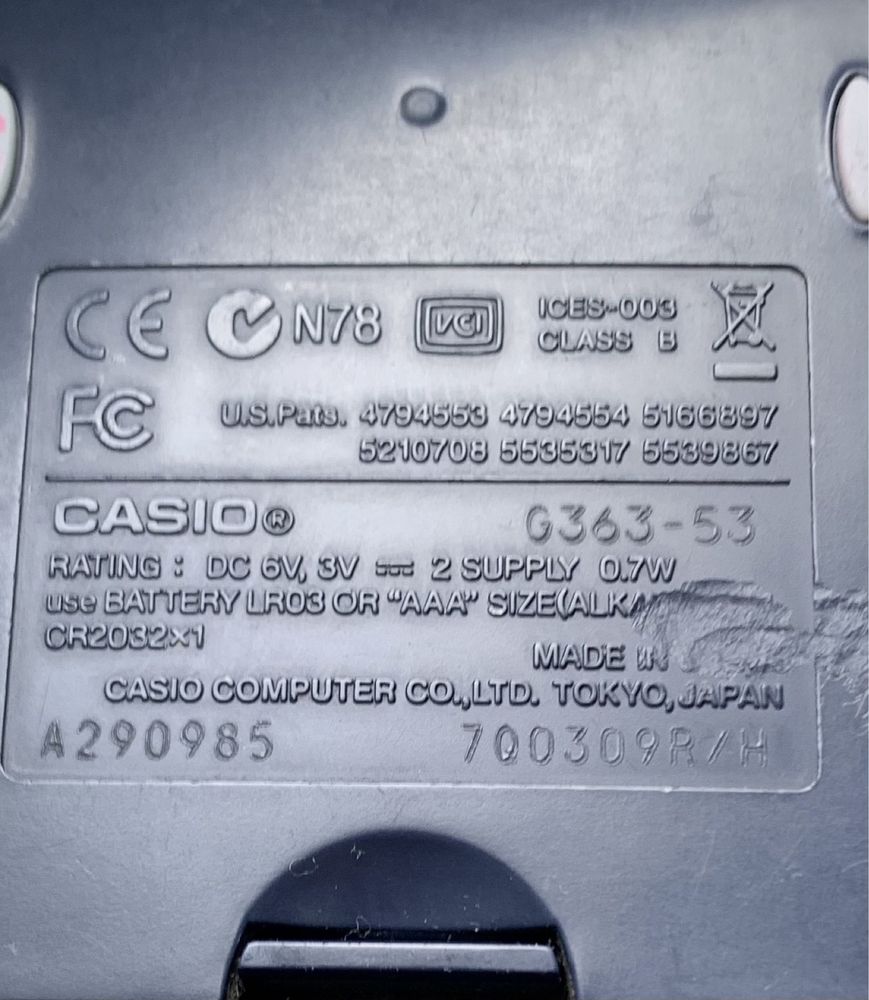 CE N78 VCI ICES-003
CLASS B
FC U.S.Pats. 4794553 4794554 5166897
5210708 5535317 5539867
CASIO® G363-53
RATING : DC 6V, 3V ⎓ 2 SUPPLY 0.7W
use BATTERY LR03 OR “AAA” SIZE(ALKA
CR2032×1
MADE IN
CASIO COMPUTER CO.,LTD. TOKYO, JAPAN
A290985 7Q0309R/H